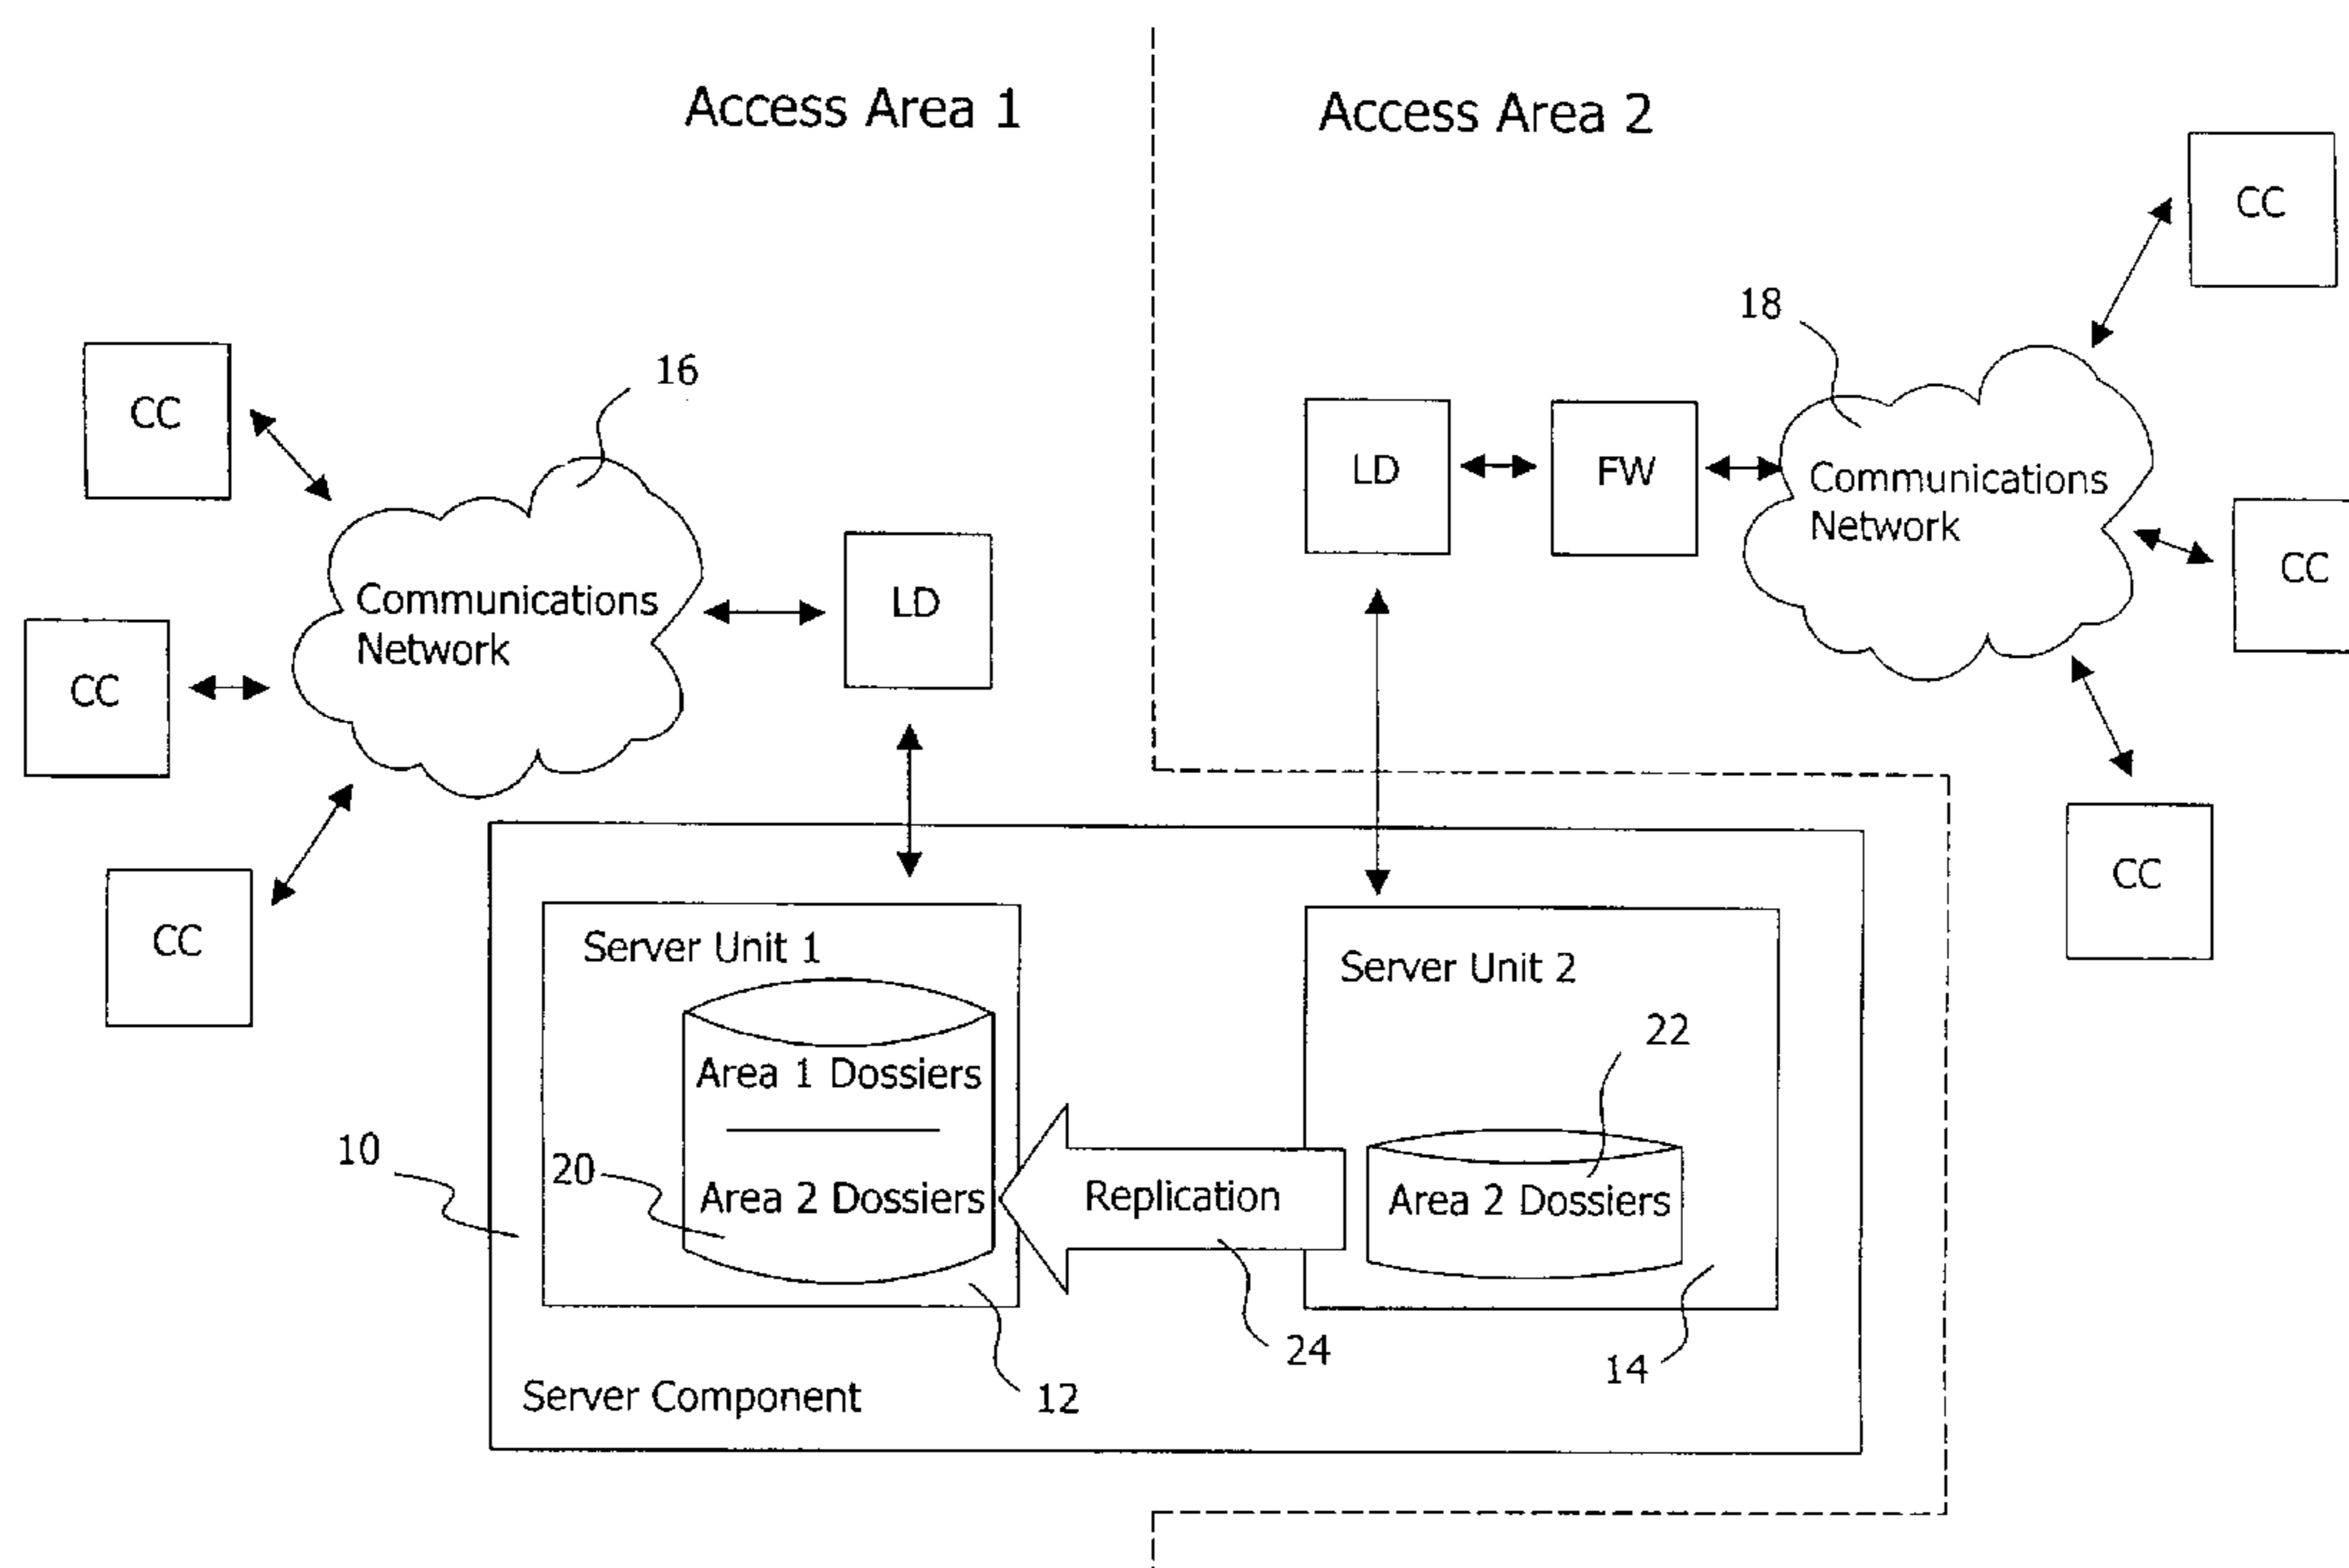 Access Area 1
Access Area 2
CC
18
16
CC
LD
FW
Communications
Network
CC
Communications
Network
LD
CC
CC
CC
Server Unit 1
Server Unit 2
22
Area 1 Dossiers
10
20
Area 2 Dossiers
Replication
Area 2 Dossiers
24
14
Server Component
12